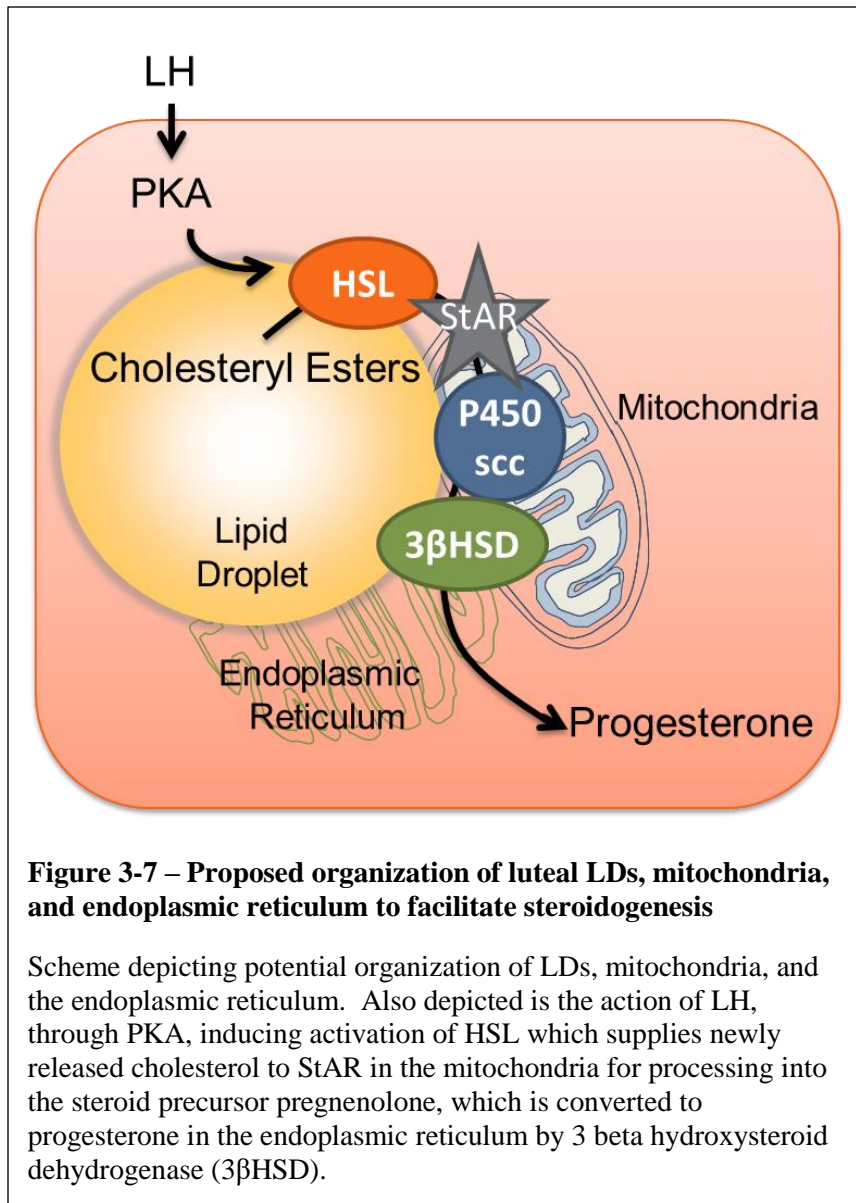 LH
PKA
HSL
StAR
Cholesteryl Esters
P450
scc
Mitochondria
3βHSD
Lipid
Droplet
Endoplasmic
Reticulum
Progesterone
Figure 3-7 – Proposed organization of luteal LDs, mitochondria,
and endoplasmic reticulum to facilitate steroidogenesis
Scheme depicting potential organization of LDs, mitochondria, and
the endoplasmic reticulum.  Also depicted is the action of LH,
through PKA, inducing activation of HSL which supplies newly
released cholesterol to StAR in the mitochondria for processing into
the steroid precursor pregnenolone, which is converted to
progesterone in the endoplasmic reticulum by 3 beta hydroxysteroid
dehydrogenase (3βHSD).